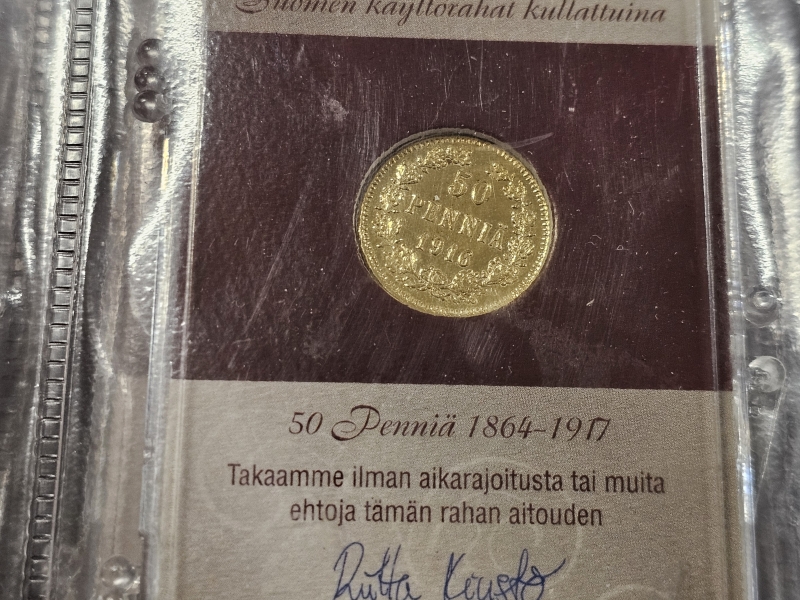 Suomen käyttörahat kullattuina
50
PENNIÄ
1916
50 Penniä 1864–1917
Takaamme ilman aikarajoitusta tai muita
ehtoja tämän rahan aitouden